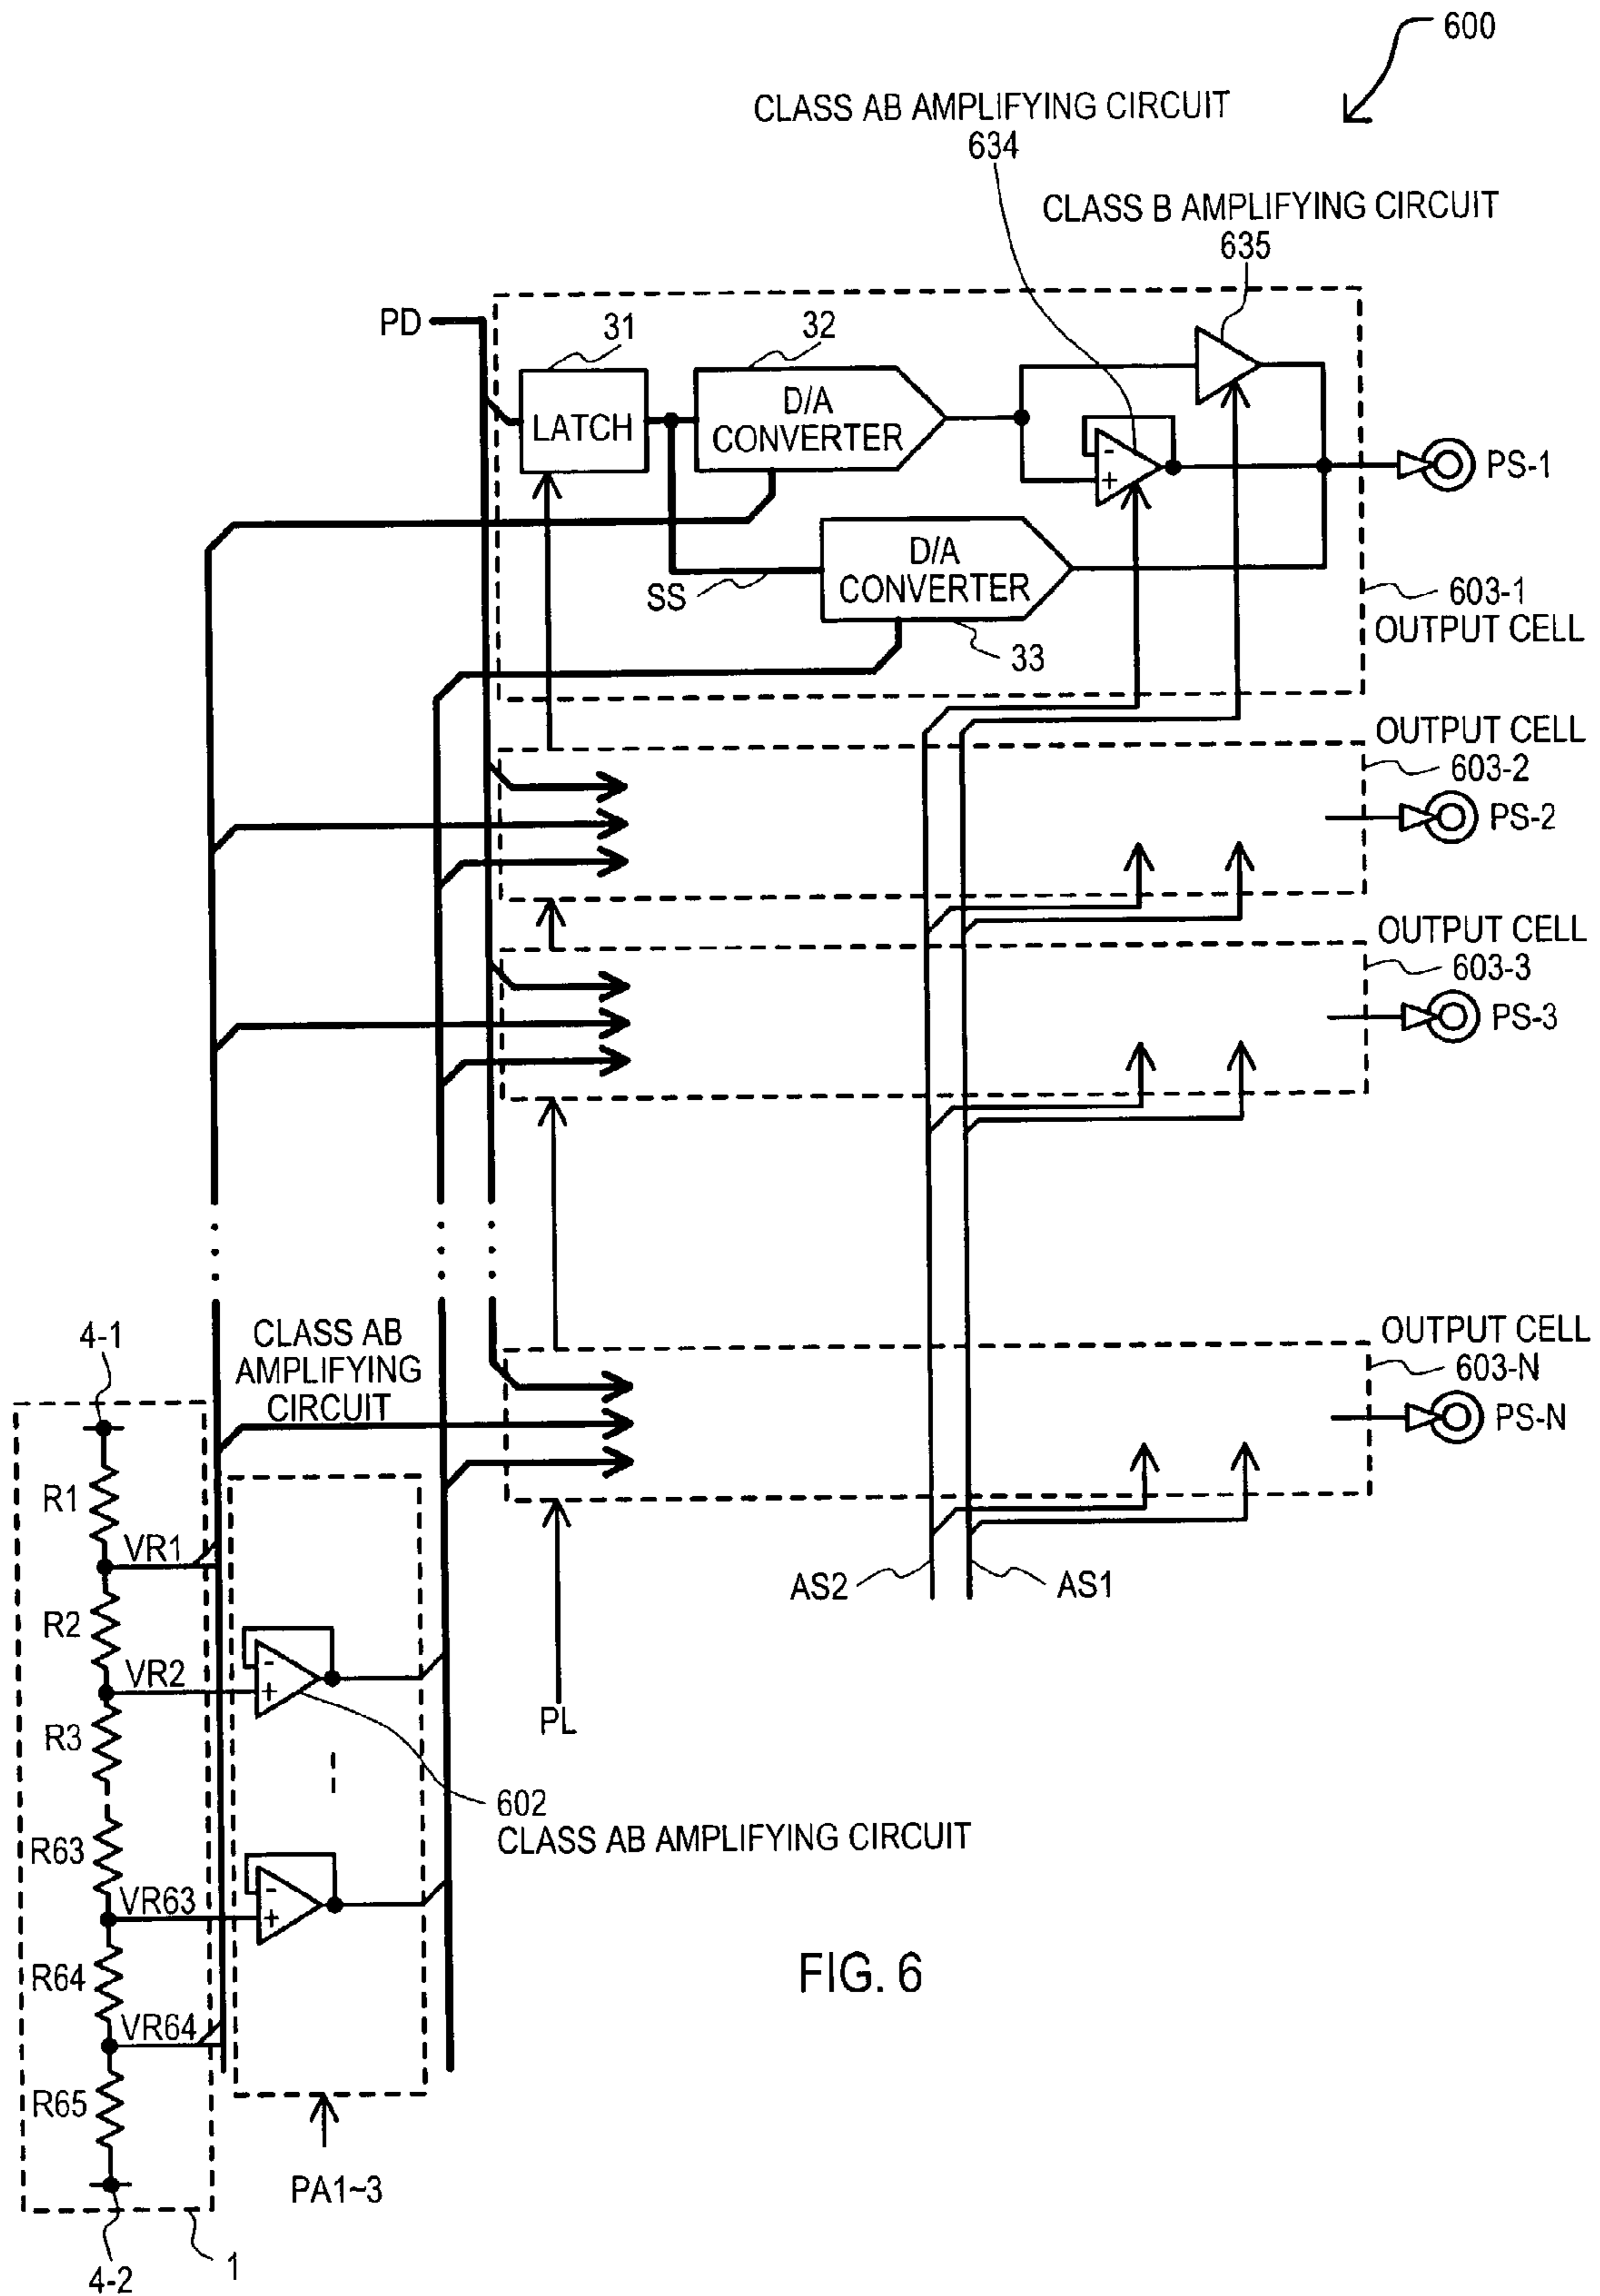 600
CLASS AB AMPLIFYING CIRCUIT
634
CLASS B AMPLIFYING CIRCUIT
635
PD
31
32
LATCH
D/A
CONVERTER
-
+
PS-1
D/A
CONVERTER
SS
33
603-1
OUTPUT CELL
OUTPUT CELL
603-2
PS-2
OUTPUT CELL
603-3
PS-3
4-1
CLASS AB
AMPLIFYING
CIRCUIT
OUTPUT CELL
603-N
PS-N
R1
VR1
AS2
AS1
R2
-
VR2
+
R3
PL
602
CLASS AB AMPLIFYING CIRCUIT
R63
VR63
-
+
R64
FIG. 6
VR64
R65
PA1~3
1
4-2